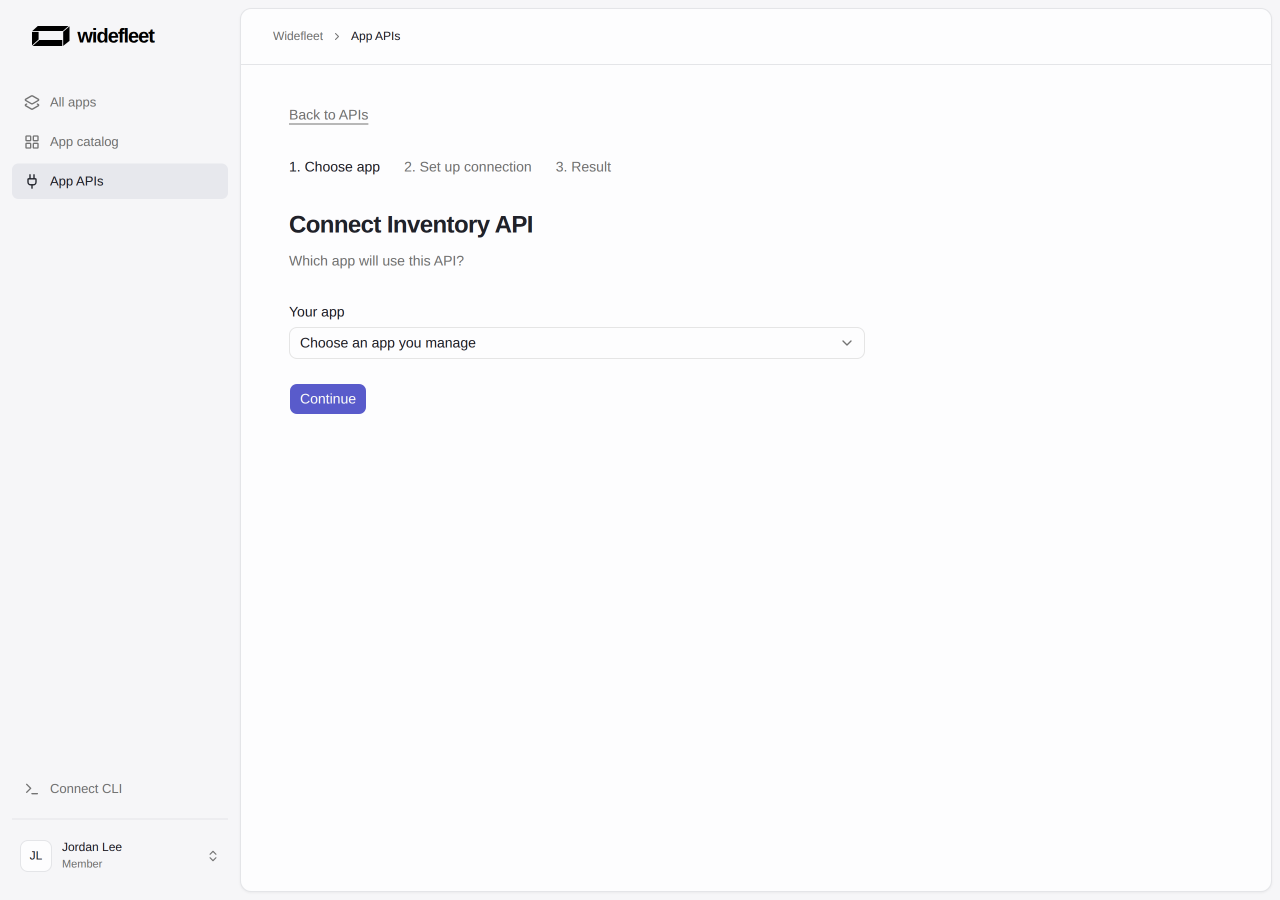 widefleet
All apps
App catalog
App APIs
Connect CLI
JL
Jordan Lee
Member
Widefleet
App APIs
Back to APIs
1. Choose app
2. Set up connection
3. Result
Connect Inventory API
Which app will use this API?
Your app
Choose an app you manage
Continue